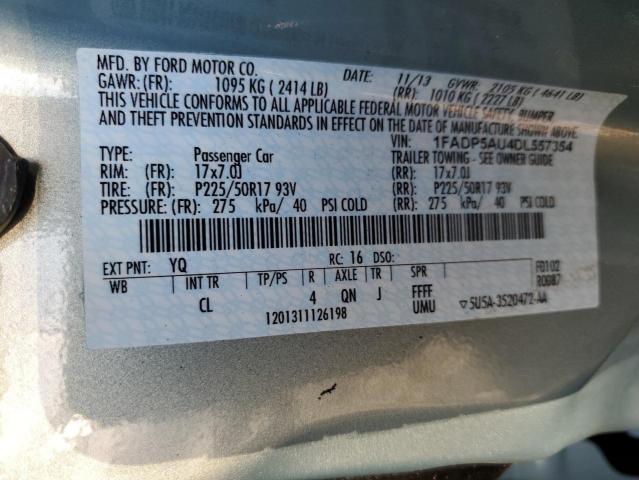 MFD. BY FORD MOTOR CO.
DATE: 11/13 GVWR: 2105 KG ( 4641 LB)
GAWR: (FR): 1095 KG ( 2414 LB) (RR): 1010 KG ( 2227 LB)
THIS VEHICLE CONFORMS TO ALL APPLICABLE FEDERAL MOTOR VEHICLE SAFETY, BUMPER
AND THEFT PREVENTION STANDARDS IN EFFECT ON THE DATE OF MANUFACTURE SHOWN ABOVE.
VIN: 1FADP5AU4DL557354
TYPE: Passenger Car TRAILER TOWING - SEE OWNER GUIDE
RIM: (FR): 17x7.0J (RR): 17x7.0J
TIRE: (FR): P225/50R17 93V (RR): P225/50R17 93V
PRESSURE: (FR): 275 kPa/ 40 PSI COLD (RR): 275 kPa/ 40 PSI COLD
EXT PNT: YQ RC: 16 DSO: F0102
WB INT TR TP/PS R AXLE TR SPR R0087
CL 4 QN J FFFF
UMU ▽5U5A-3520472-AA
1201311126198